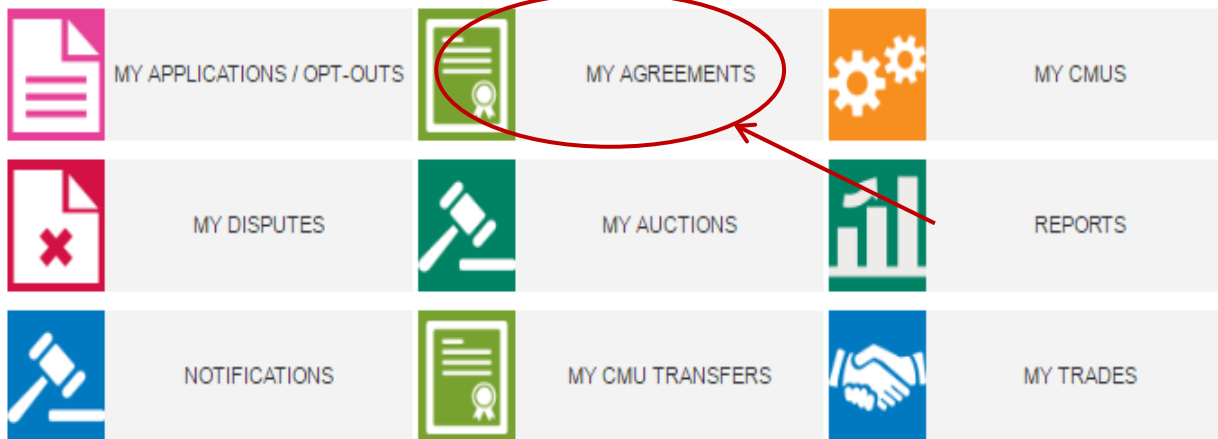 MY APPLICATIONS / OPT-OUTS
MY AGREEMENTS
MY CMUS
MY DISPUTES
MY AUCTIONS
REPORTS
NOTIFICATIONS
MY CMU TRANSFERS
MY TRADES